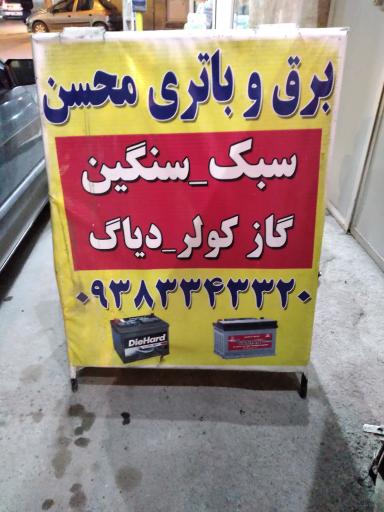 برق و باتری محسن
سبک_سنگین
گاز کولر_دیاگ
۰۹۳۸۳۳۴۳۳۲۰
DieHard